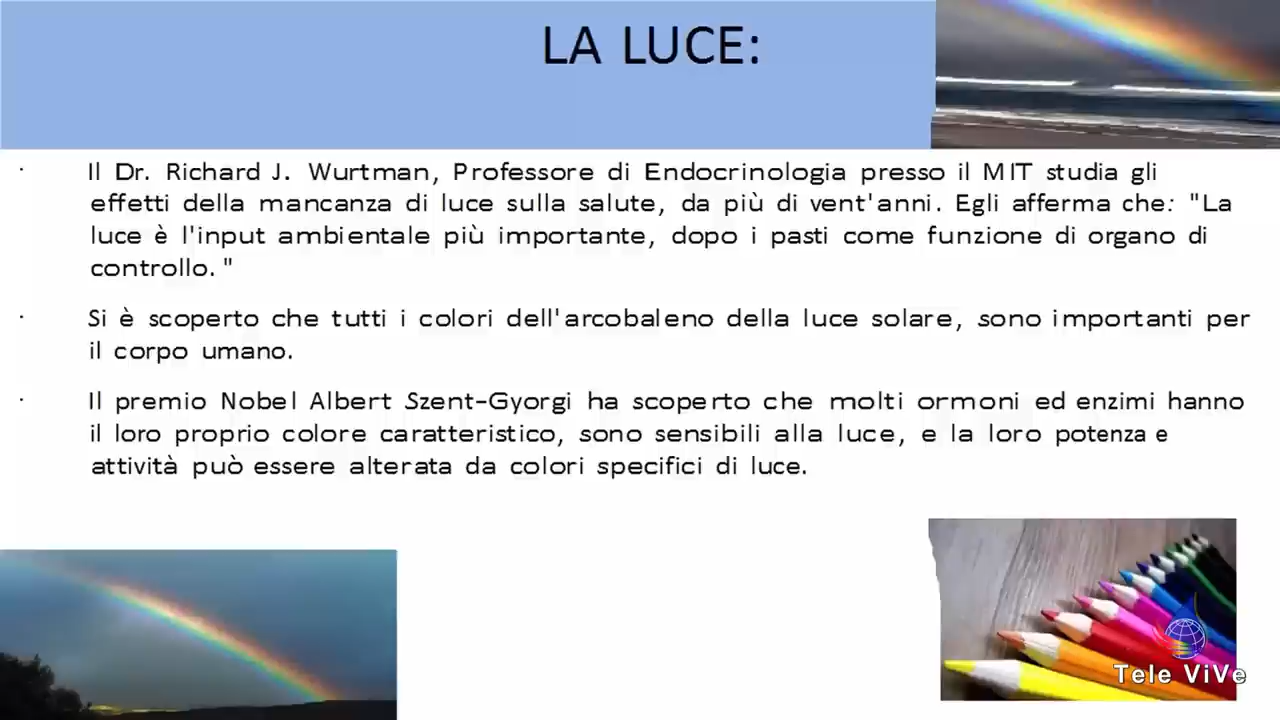 LA LUCE:
· Il Dr. Richard J. Wurtman, Professore di Endocrinologia presso il MIT studia gli
effetti della mancanza di luce sulla salute, da più di vent'anni. Egli afferma che: "La
luce è l'input ambientale più importante, dopo i pasti come funzione di organo di
controllo. "
· Si è scoperto che tutti i colori dell'arcobaleno della luce solare, sono importanti per
il corpo umano.
· Il premio Nobel Albert Szent-Gyorgi ha scoperto che molti ormoni ed enzimi hanno
il loro proprio colore caratteristico, sono sensibili alla luce, e la loro potenza e
attività può essere alterata da colori specifici di luce.
Tele ViVe